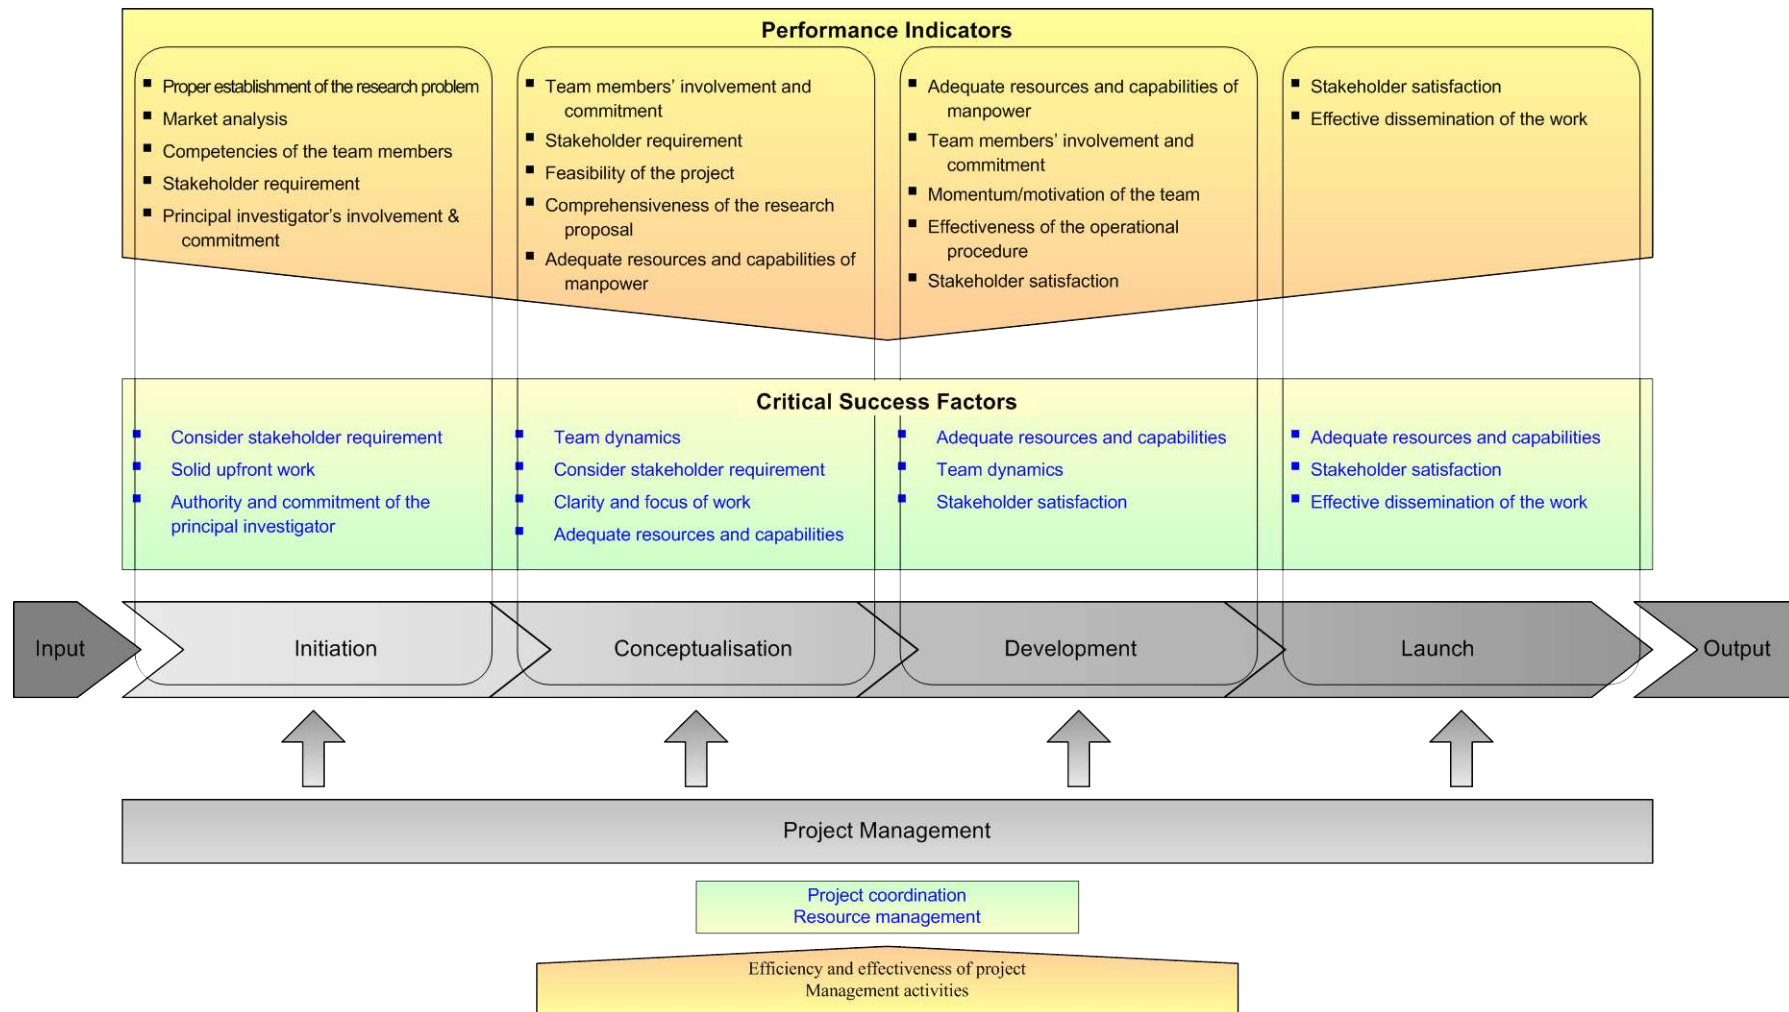 Performance Indicators
▪ Proper establishment of the research problem
▪ Market analysis
▪ Competencies of the team members
▪ Stakeholder requirement
▪ Principal investigator's involvement &
commitment
▪ Team members' involvement and
commitment
▪ Stakeholder requirement
▪ Feasibility of the project
▪ Comprehensiveness of the research
proposal
▪ Adequate resources and capabilities of
manpower
▪ Adequate resources and capabilities of
manpower
▪ Team members' involvement and
commitment
▪ Momentum/motivation of the team
▪ Effectiveness of the operational
procedure
▪ Stakeholder satisfaction
▪ Stakeholder satisfaction
▪ Effective dissemination of the work
Critical Success Factors
▪ Consider stakeholder requirement
▪ Solid upfront work
▪ Authority and commitment of the
principal investigator
▪ Team dynamics
▪ Consider stakeholder requirement
▪ Clarity and focus of work
▪ Adequate resources and capabilities
▪ Adequate resources and capabilities
▪ Team dynamics
▪ Stakeholder satisfaction
▪ Adequate resources and capabilities
▪ Stakeholder satisfaction
▪ Effective dissemination of the work
Input
Initiation
Conceptualisation
Development
Launch
Output
Project Management
Project coordination
Resource management
Efficiency and effectiveness of project
Management activities